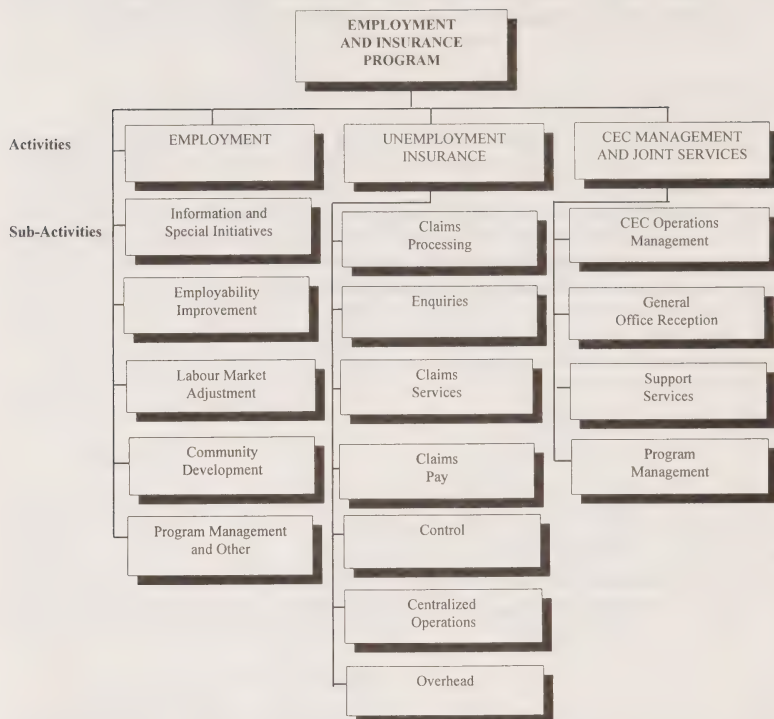 EMPLOYMENT
AND INSURANCE
PROGRAM
Activities
EMPLOYMENT
UNEMPLOYMENT
INSURANCE
CEC MANAGEMENT
AND JOINT SERVICES
Sub-Activities
Information and
Special Initiatives
Employability
Improvement
Labour Market
Adjustment
Community
Development
Program Management
and Other
Claims
Processing
Enquiries
Claims
Services
Claims
Pay
Control
Centralized
Operations
Overhead
CEC Operations
Management
General
Office Reception
Support
Services
Program
Management